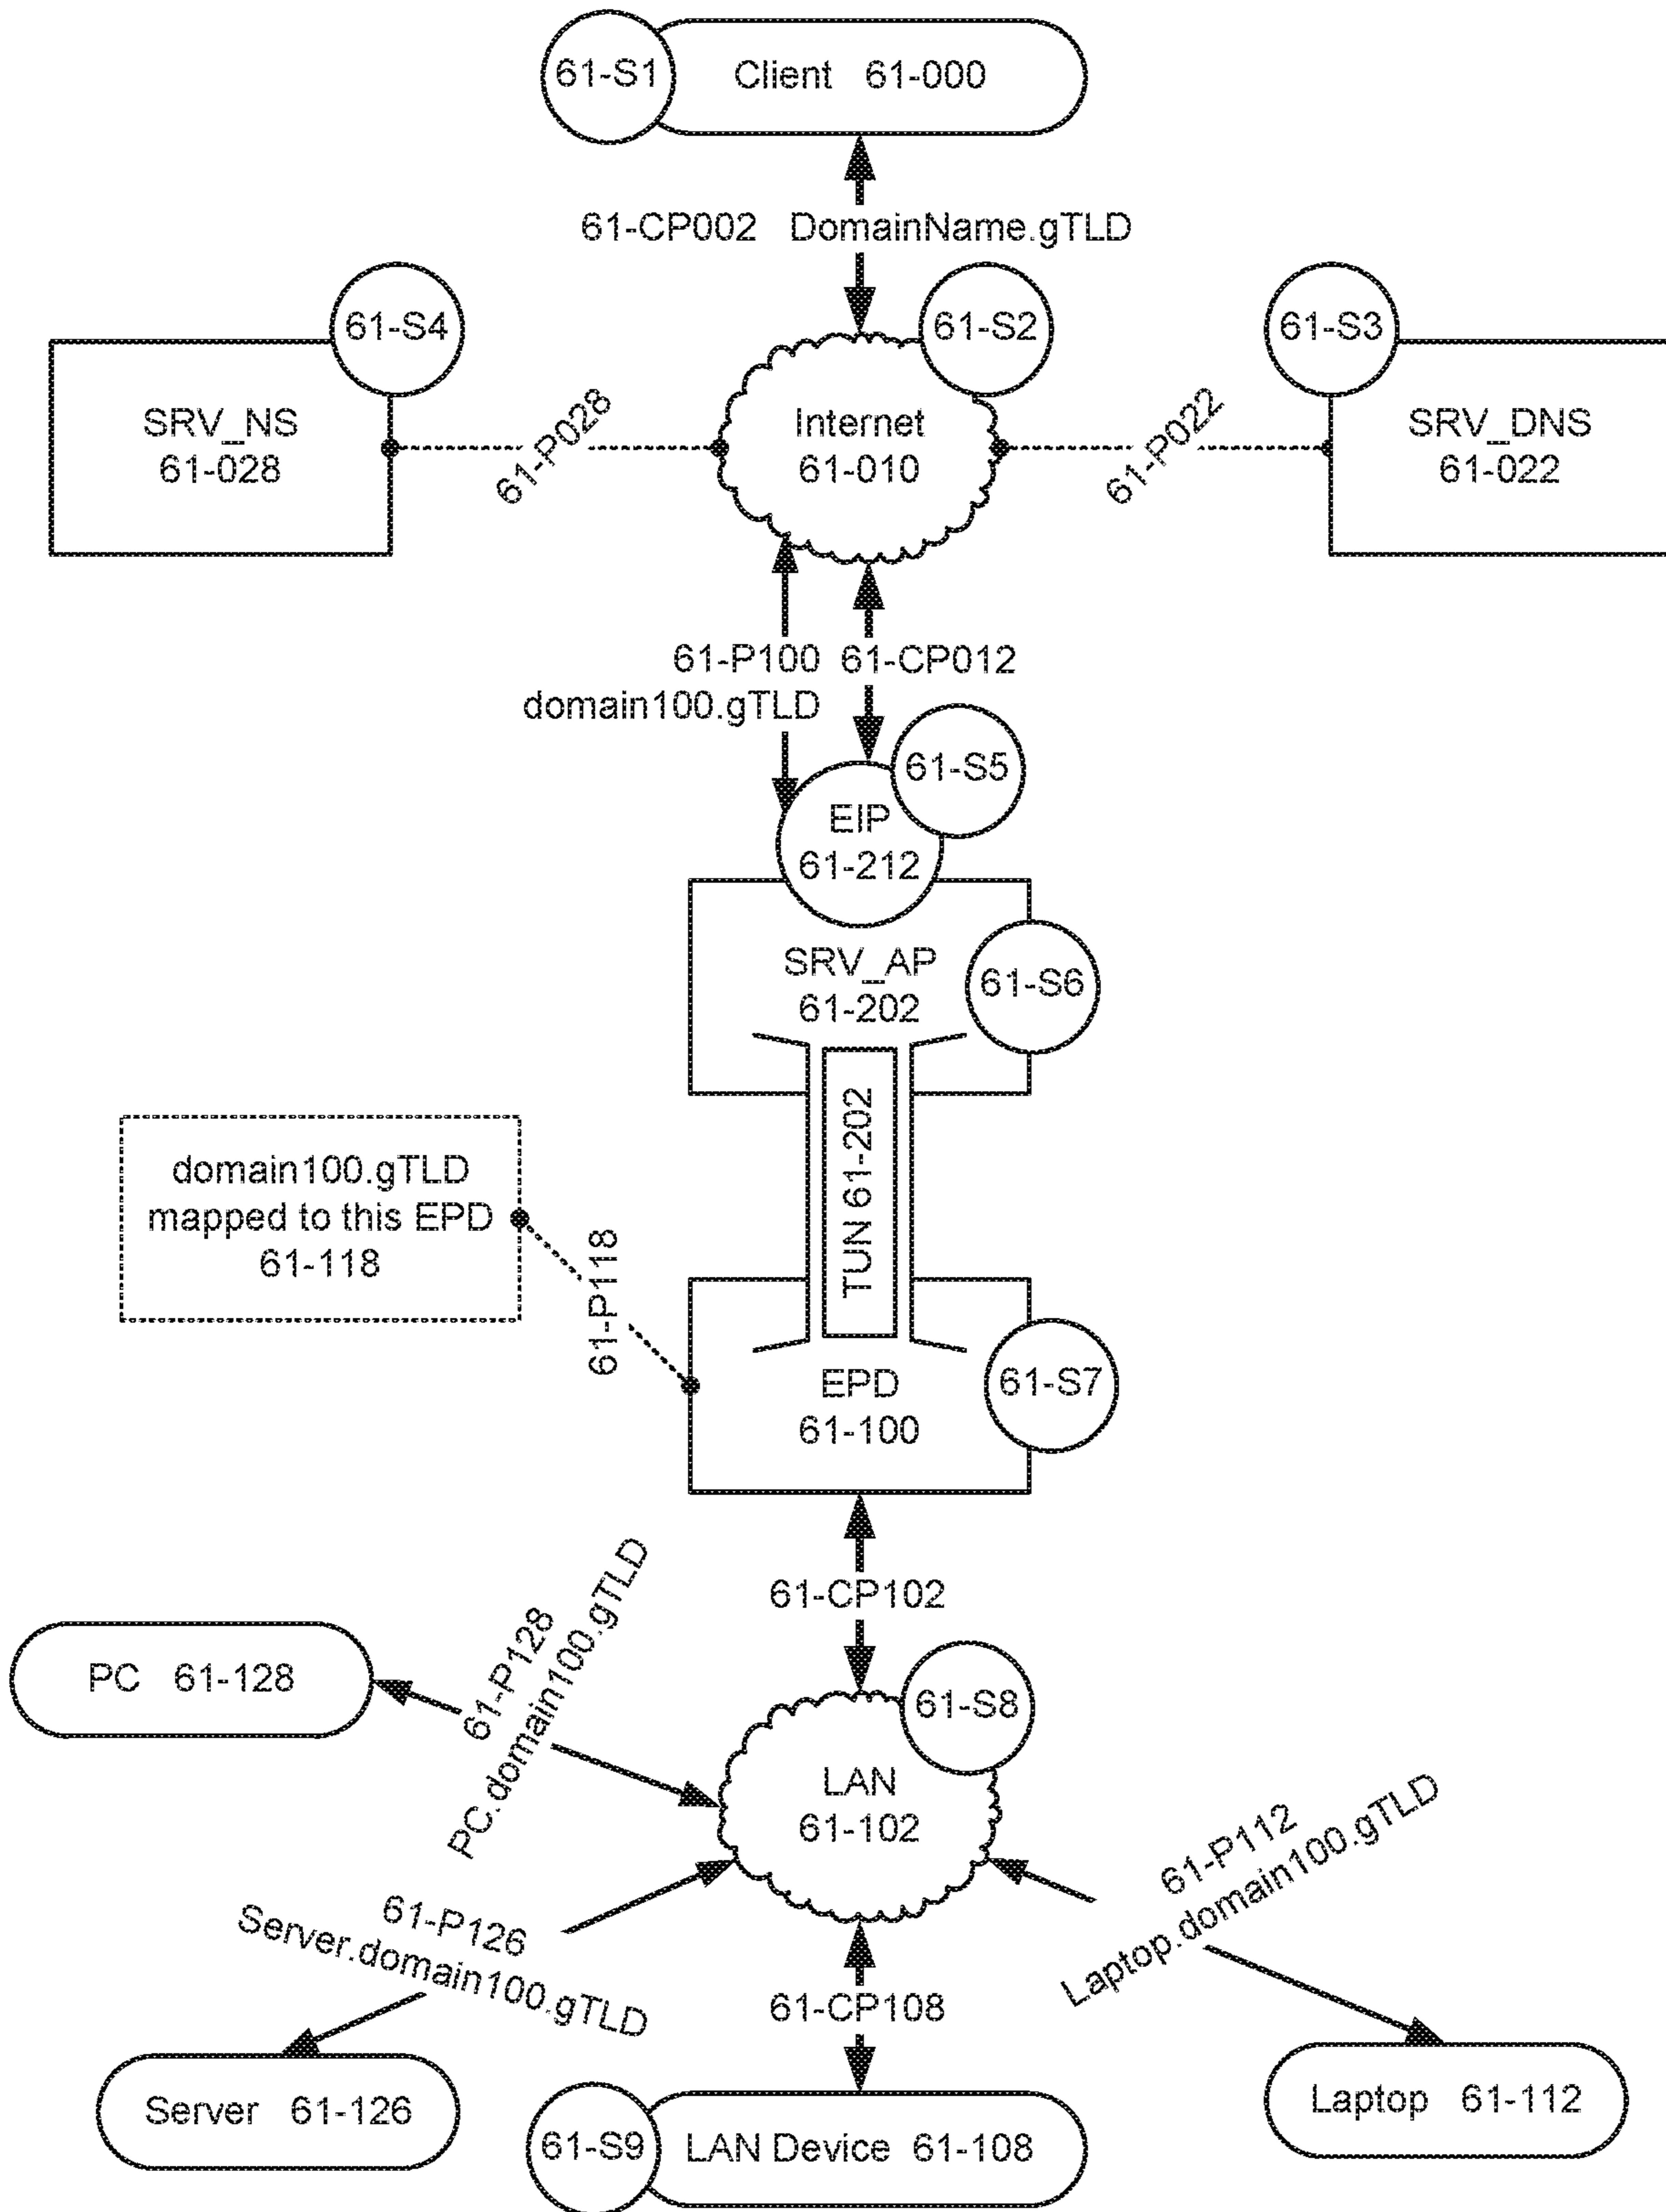 61-S1
Client 61-000
61-CP002 DomainName.gTLD
61-S4
61-S2
61-S3
SRV_NS
61-028
61-P028
Internet
61-010
61-P022
SRV_DNS
61-022
61-P100
domain100.gTLD
61-CP012
61-S5
EIP
61-212
SRV_AP
61-202
61-S6
TUN 61-202
domain100.gTLD
mapped to this EPD
61-118
61-P118
EPD
61-100
61-S7
61-CP102
PC 61-128
61-P128
PC.domain100.gTLD
61-S8
LAN
61-102
61-P112
Laptop.domain100.gTLD
61-P126
Server.domain100.gTLD
61-CP108
Server 61-126
61-S9
LAN Device 61-108
Laptop 61-112